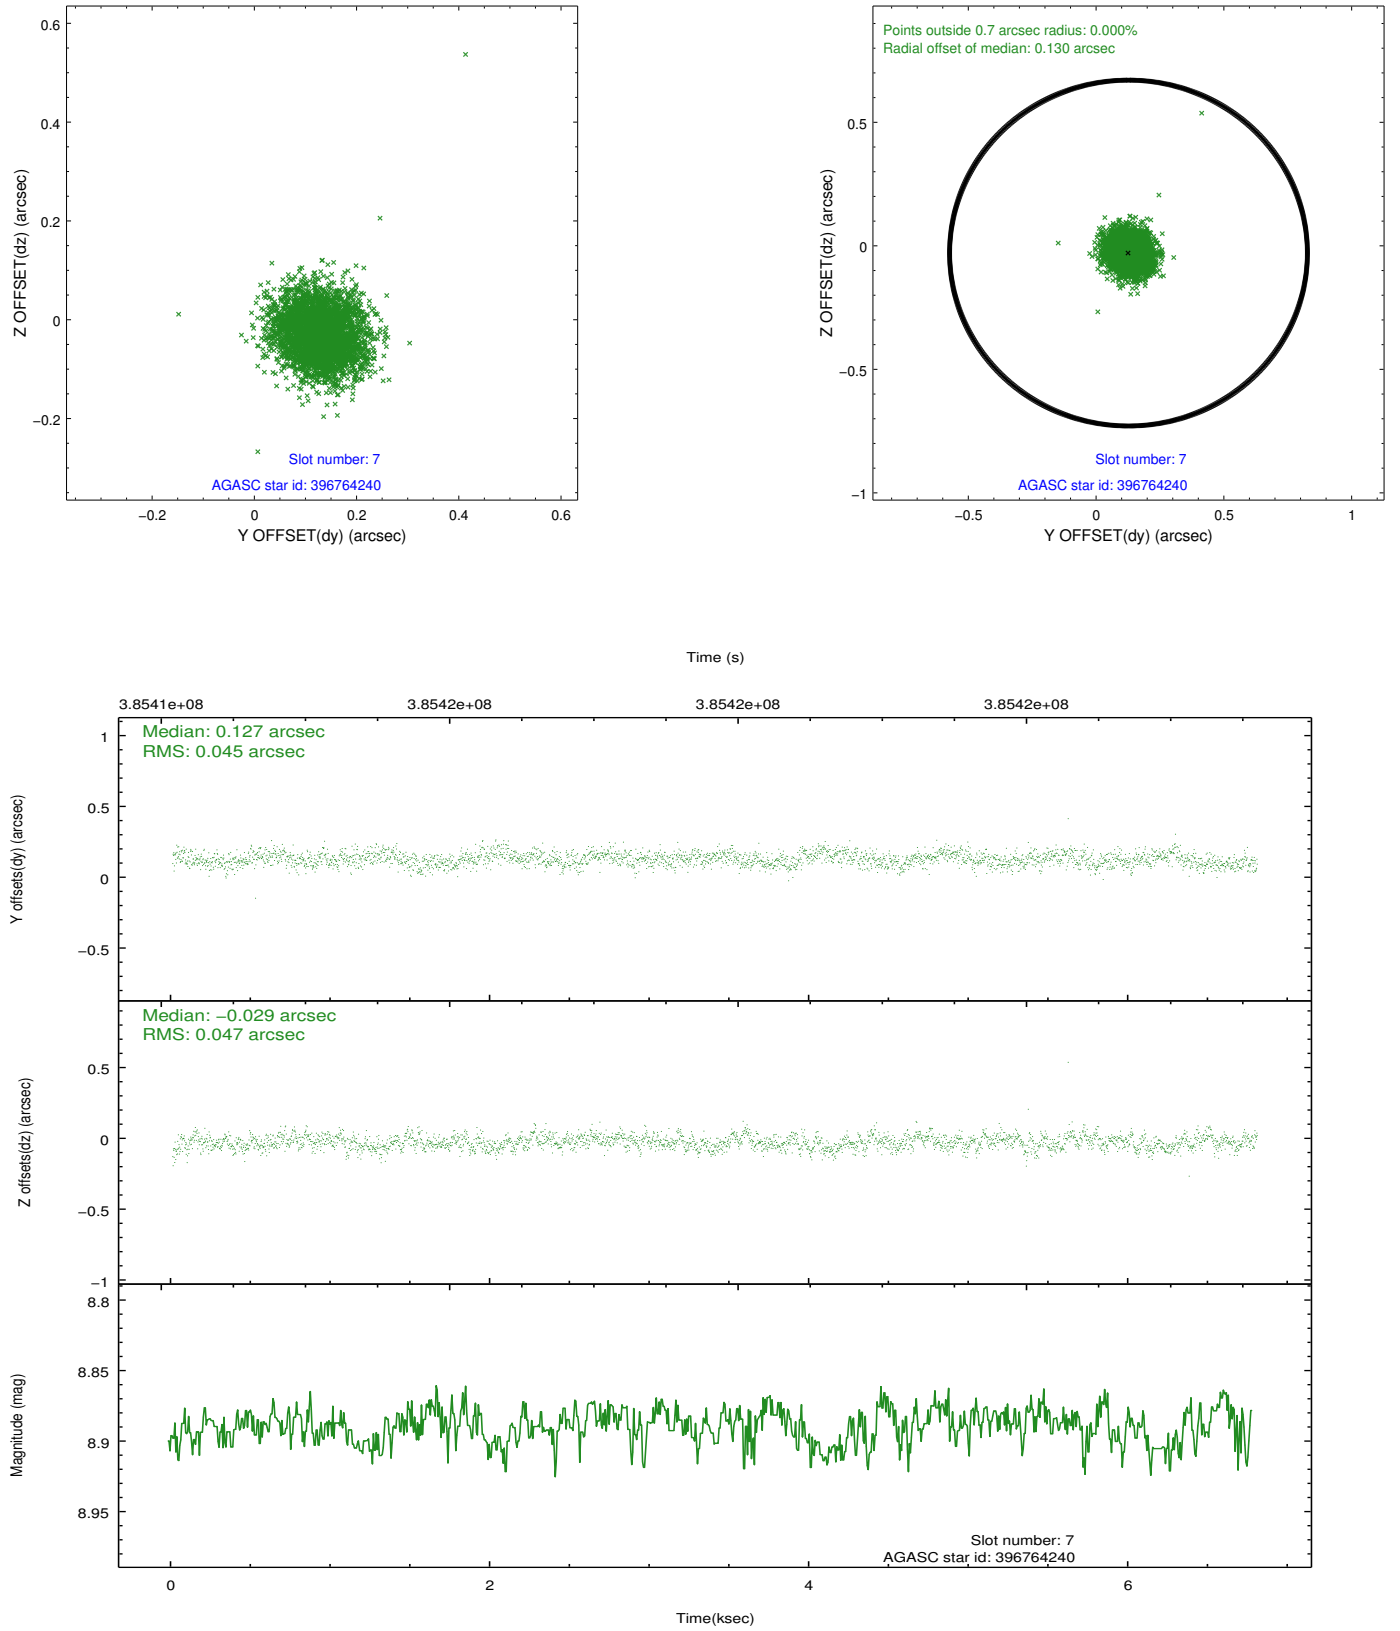 0.6
0.4
0.2
0
−0.2
Z OFFSET(dz) (arcsec)
Slot number: 7
AGASC star id: 396764240
−0.2 0 0.2 0.4 0.6
Y OFFSET(dy) (arcsec)
Points outside 0.7 arcsec radius: 0.000%
Radial offset of median: 0.130 arcsec
0.5
0
−0.5
−1
Z OFFSET(dz) (arcsec)
Slot number: 7
AGASC star id: 396764240
−0.5 0 0.5 1
Y OFFSET(dy) (arcsec)
Time (s)
3.8541e+08 3.8542e+08 3.8542e+08 3.8542e+08
Median: 0.127 arcsec
RMS: 0.045 arcsec
1
0.5
0
−0.5
Y offsets(dy) (arcsec)
Median: −0.029 arcsec
RMS: 0.047 arcsec
0.5
0
−0.5
−1
Z offsets(dz) (arcsec)
8.8
8.85
8.9
8.95
Magnitude (mag)
Slot number: 7
AGASC star id: 396764240
0 2 4 6
Time(ksec)